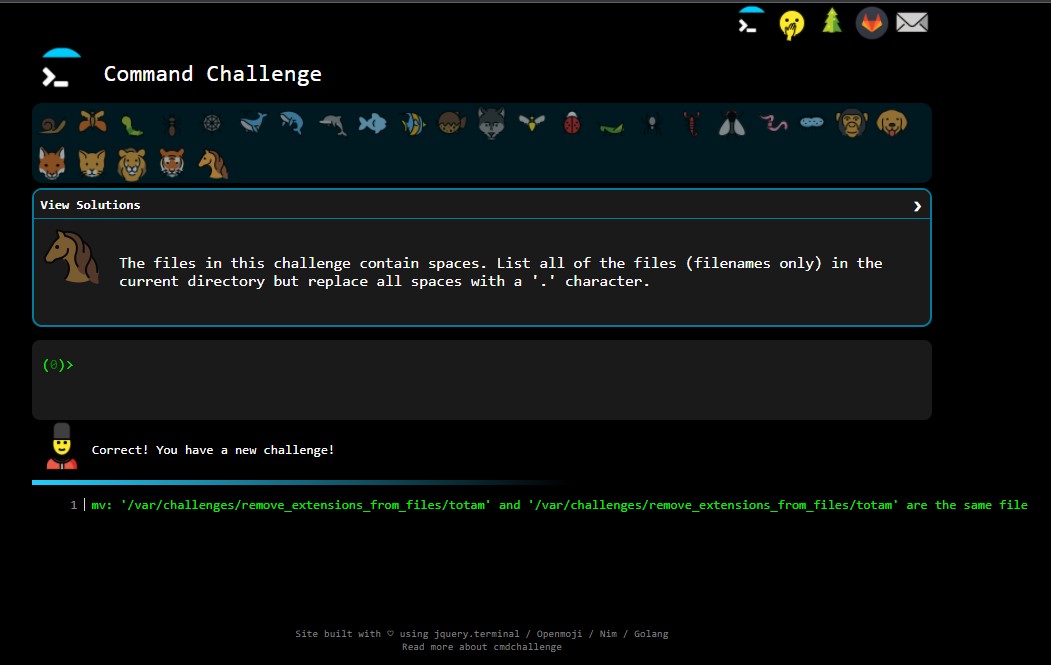 Command Challenge
View Solutions
The files in this challenge contain spaces. List all of the files (filenames only) in the
current directory but replace all spaces with a '.' character.
(0)>
Correct! You have a new challenge!
1 mv: '/var/challenges/remove_extensions_from_files/totam' and '/var/challenges/remove_extensions_from_files/totam' are the same file
Site built with ♡ using jquery.terminal / Openmoji / Nim / Golang
Read more about cmdchallenge